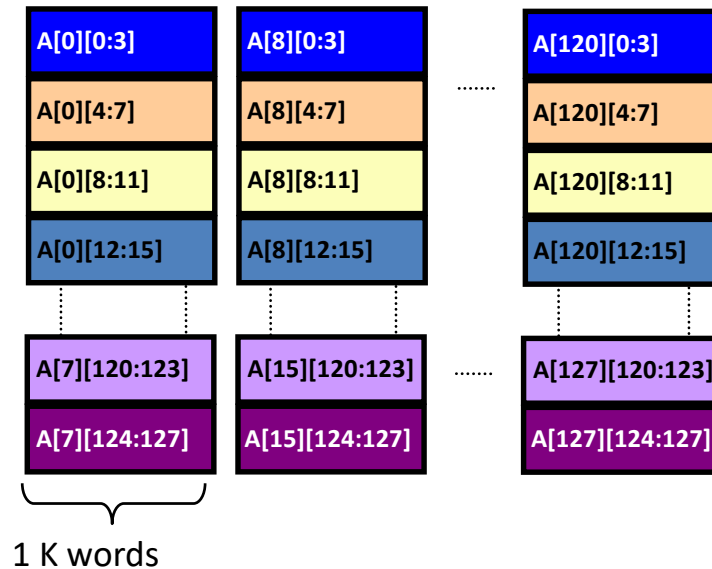 A[0][0:3] A[8][0:3] A[120][0:3]
.......
A[0][4:7] A[8][4:7] A[120][4:7]
A[0][8:11] A[8][8:11] A[120][8:11]
A[0][12:15] A[8][12:15] A[120][12:15]
A[7][120:123] A[15][120:123] ....... A[127][120:123]
A[7][124:127] A[15][124:127] A[127][124:127]
1 K words